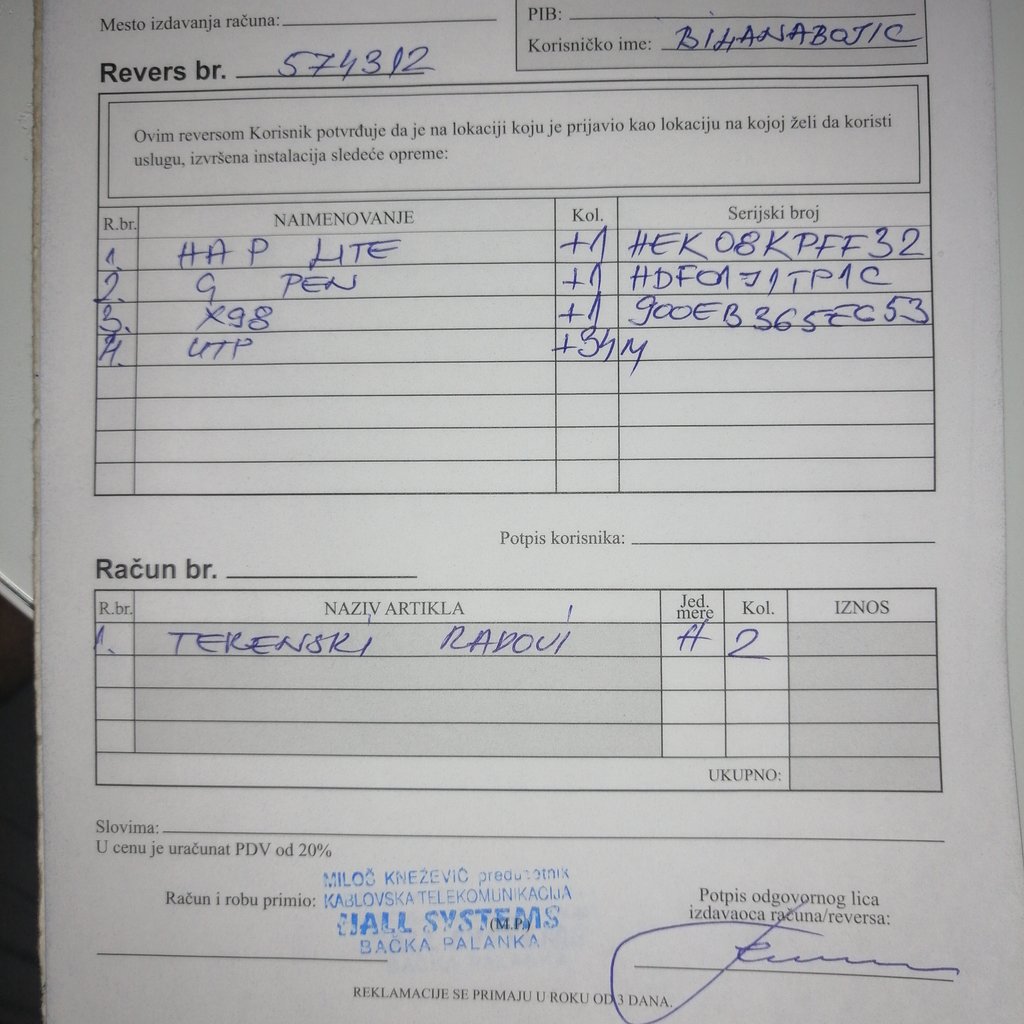 Mesto izdavanja računa:
PIB:
Korisničko ime: BILJANABOJIC
Revers br. 574312
Ovim reversom Korisnik potvrđuje da je na lokaciji koju je prijavio kao lokaciju na kojoj želi da koristi
uslugu, izvršena instalacija sledeće opreme:
R.br. NAIMENOVANJE Kol. Serijski broj
1. HAP LITE +1 HEK08KPFF32
2. G PEN +1 HDF0171TP1C
3. X98 +1 900EB365EC53
4. UTP +34M
Potpis korisnika:
Račun br.
R.br. NAZIV ARTIKLA Jed. mere Kol. IZNOS
1. TERENSKI RADOVI H 2
UKUPNO:
Slovima:
U cenu je uračunat PDV od 20%
MILOŠ KNEŽEVIĆ preduzetnik
Račun i robu primio: KABLOVSKA TELEKOMUNIKACIJA
SYSTEMS (M.P.)
BAČKA PALANKA
Potpis odgovornog lica
izdavaoca računa/reversa:
REKLAMACIJE SE PRIMAJU U ROKU OD 3 DANA.